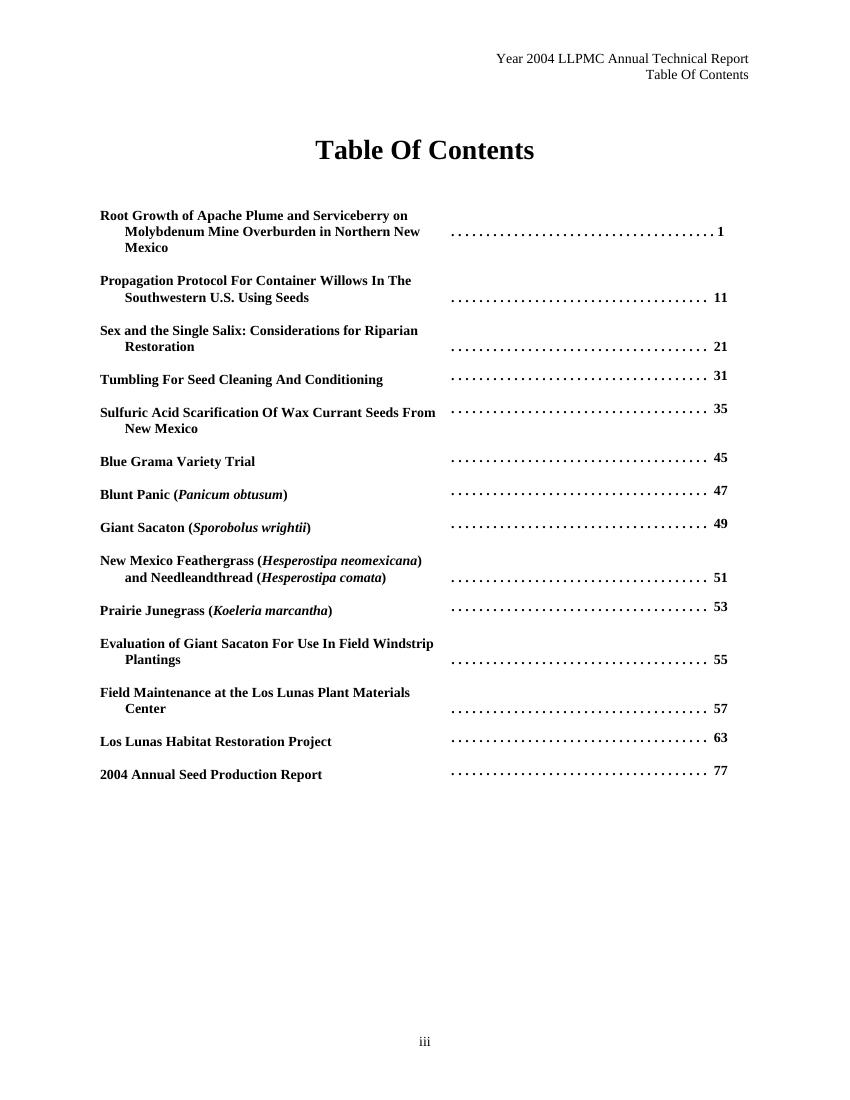 Year 2004 LLPMC Annual Technical Report
Table Of Contents
Table Of Contents
Root Growth of Apache Plume and Serviceberry on
Molybdenum Mine Overburden in Northern New . . . . . . . . . . . . . . . . . . . . . . . . . . . . . . . . . . . . . . 1
Mexico
Propagation Protocol For Container Willows In The
Southwestern U.S. Using Seeds . . . . . . . . . . . . . . . . . . . . . . . . . . . . . . . . . . . . . 11
Sex and the Single Salix: Considerations for Riparian
Restoration . . . . . . . . . . . . . . . . . . . . . . . . . . . . . . . . . . . . . 21
Tumbling For Seed Cleaning And Conditioning . . . . . . . . . . . . . . . . . . . . . . . . . . . . . . . . . . . . . 31
Sulfuric Acid Scarification Of Wax Currant Seeds From . . . . . . . . . . . . . . . . . . . . . . . . . . . . . . . . . . . . . 35
New Mexico
Blue Grama Variety Trial . . . . . . . . . . . . . . . . . . . . . . . . . . . . . . . . . . . . . 45
Blunt Panic (Panicum obtusum) . . . . . . . . . . . . . . . . . . . . . . . . . . . . . . . . . . . . . 47
Giant Sacaton (Sporobolus wrightii) . . . . . . . . . . . . . . . . . . . . . . . . . . . . . . . . . . . . . 49
New Mexico Feathergrass (Hesperostipa neomexicana)
and Needleandthread (Hesperostipa comata) . . . . . . . . . . . . . . . . . . . . . . . . . . . . . . . . . . . . . 51
Prairie Junegrass (Koeleria marcantha) . . . . . . . . . . . . . . . . . . . . . . . . . . . . . . . . . . . . . 53
Evaluation of Giant Sacaton For Use In Field Windstrip
Plantings . . . . . . . . . . . . . . . . . . . . . . . . . . . . . . . . . . . . . 55
Field Maintenance at the Los Lunas Plant Materials
Center . . . . . . . . . . . . . . . . . . . . . . . . . . . . . . . . . . . . . 57
Los Lunas Habitat Restoration Project . . . . . . . . . . . . . . . . . . . . . . . . . . . . . . . . . . . . . 63
2004 Annual Seed Production Report . . . . . . . . . . . . . . . . . . . . . . . . . . . . . . . . . . . . . 77
iii